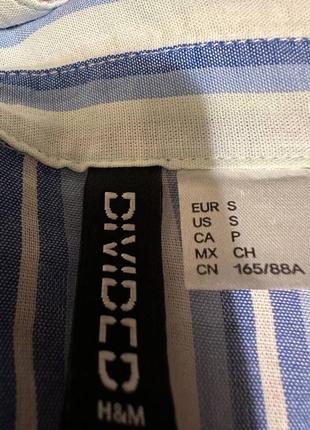 DIVIDED
H&M
EUR S
US S
CA P
MX CH
CN 165/88A